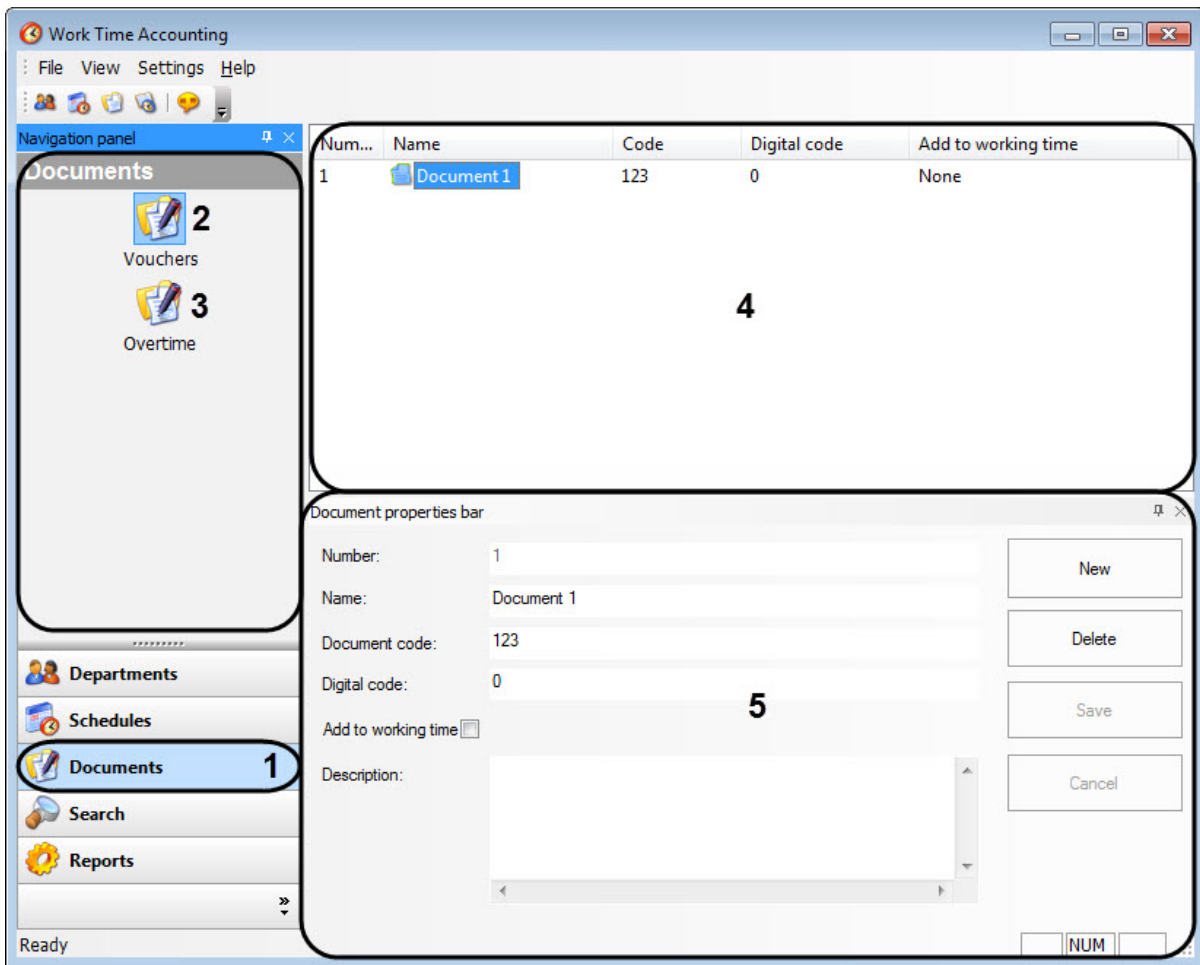 Work Time Accounting
File View Settings Help
Navigation panel
Documents
2
Vouchers
3
Overtime
Departments
Schedules
Documents 1
Search
Reports
Num... Name Code Digital code Add to working time
1 Document 1 123 0 None
4
Document properties bar
Number: 1
Name: Document 1
Document code: 123
Digital code: 0
Add to working time
Description:
5
New
Delete
Save
Cancel
Ready NUM